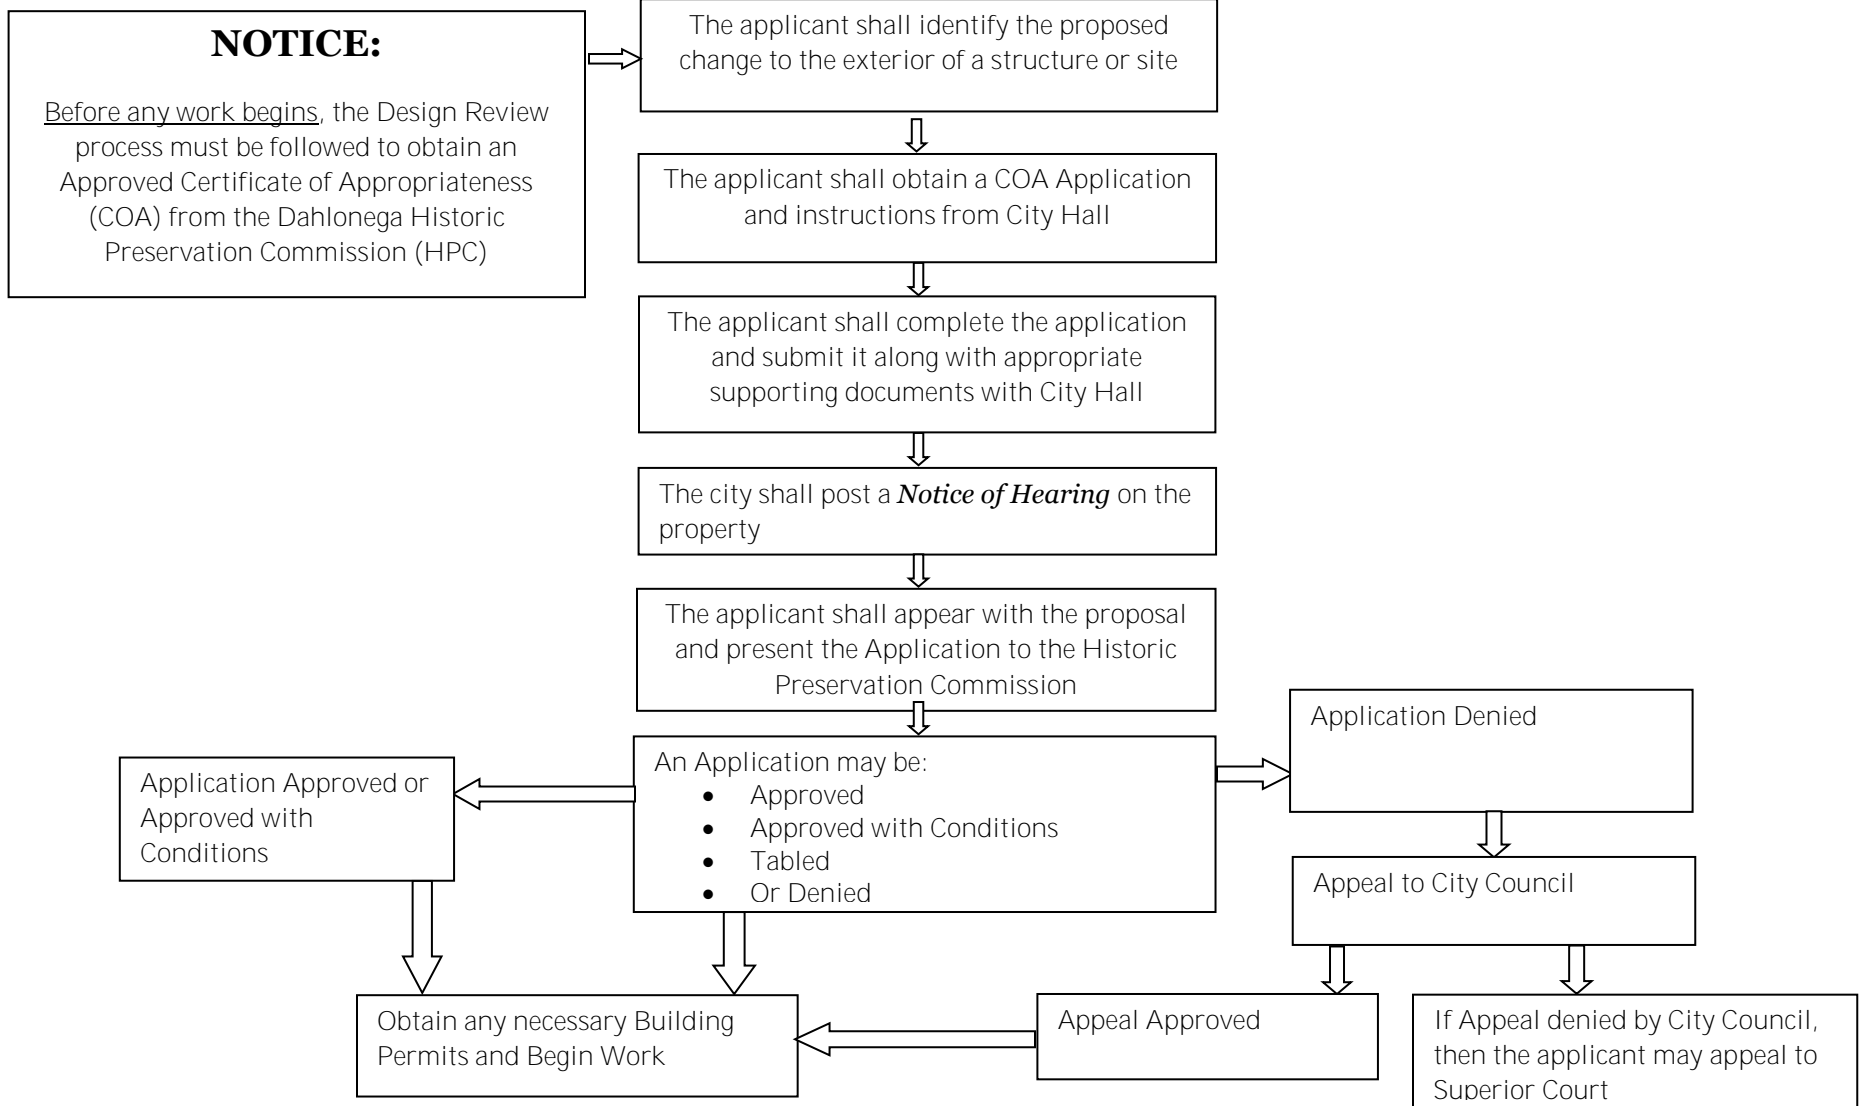 NOTICE:
Before any work begins, the Design Review
process must be followed to obtain an
Approved Certificate of Appropriateness
(COA) from the Dahlonega Historic
Preservation Commission (HPC)
The applicant shall identify the proposed
change to the exterior of a structure or site
The applicant shall obtain a COA Application
and instructions from City Hall
The applicant shall complete the application
and submit it along with appropriate
supporting documents with City Hall
The city shall post a Notice of Hearing on the
property
The applicant shall appear with the proposal
and present the Application to the Historic
Preservation Commission
An Application may be:
• Approved
• Approved with Conditions
• Tabled
• Or Denied
Application Approved or
Approved with
Conditions
Application Denied
Appeal to City Council
Obtain any necessary Building
Permits and Begin Work
Appeal Approved
If Appeal denied by City Council,
then the applicant may appeal to
Superior Court